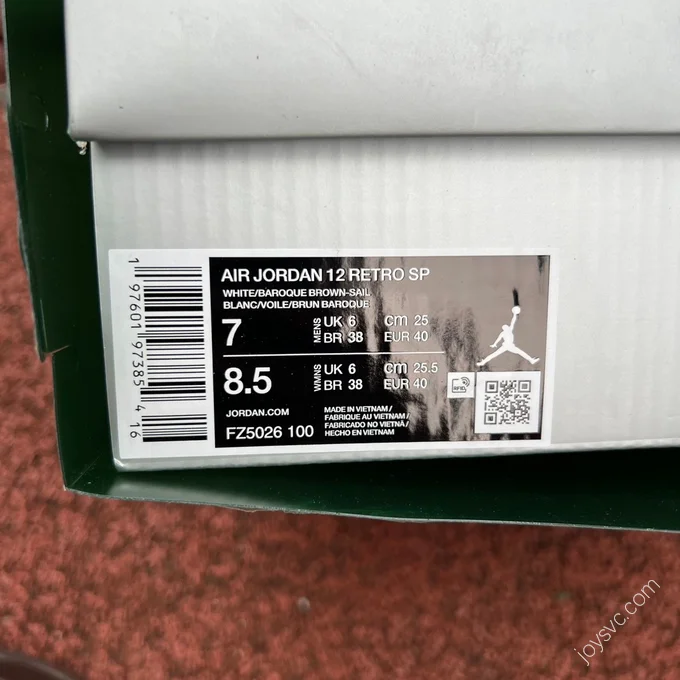 AIR JORDAN 12 RETRO SP
WHITE/BAROQUE BROWN-SAIL
BLANC/VOILE/BRUN BAROQUE
7 MENS UK 6 cm 25
BR 38 EUR 40
8.5 WMNS UK 6 cm 25.5
BR 38 EUR 40
JORDAN.COM
FZ5026 100
MADE IN VIETNAM /
FABRIQUE AU VIETNAM /
FABRICADO NO VIETNÃ /
HECHO EN VIETNAM
RFID
1 97601 97385 4 16
joysvc.com